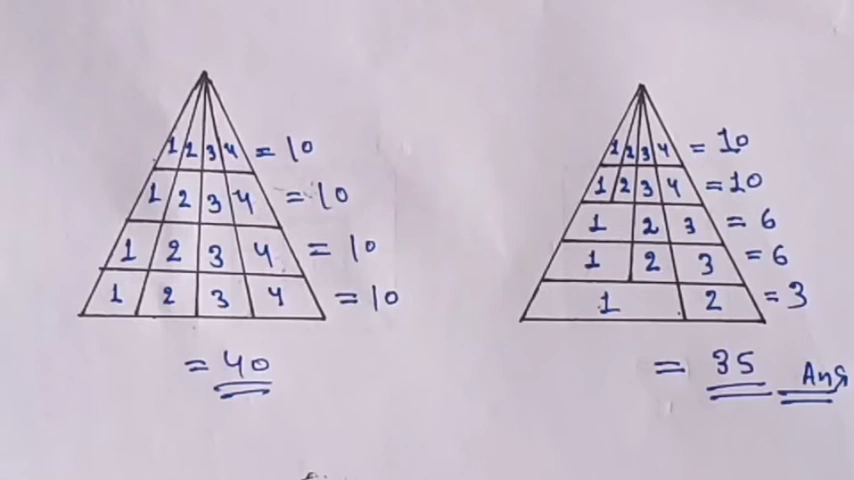 1 2 3 4 = 10
1 2 3 4 = 10
1 2 3 4 = 10
1 2 3 4 = 10
= 40
1 2 3 4 = 10
1 2 3 4 = 10
1 2 3 = 6
1 2 3 = 6
1 2 = 3
= 35 Ans